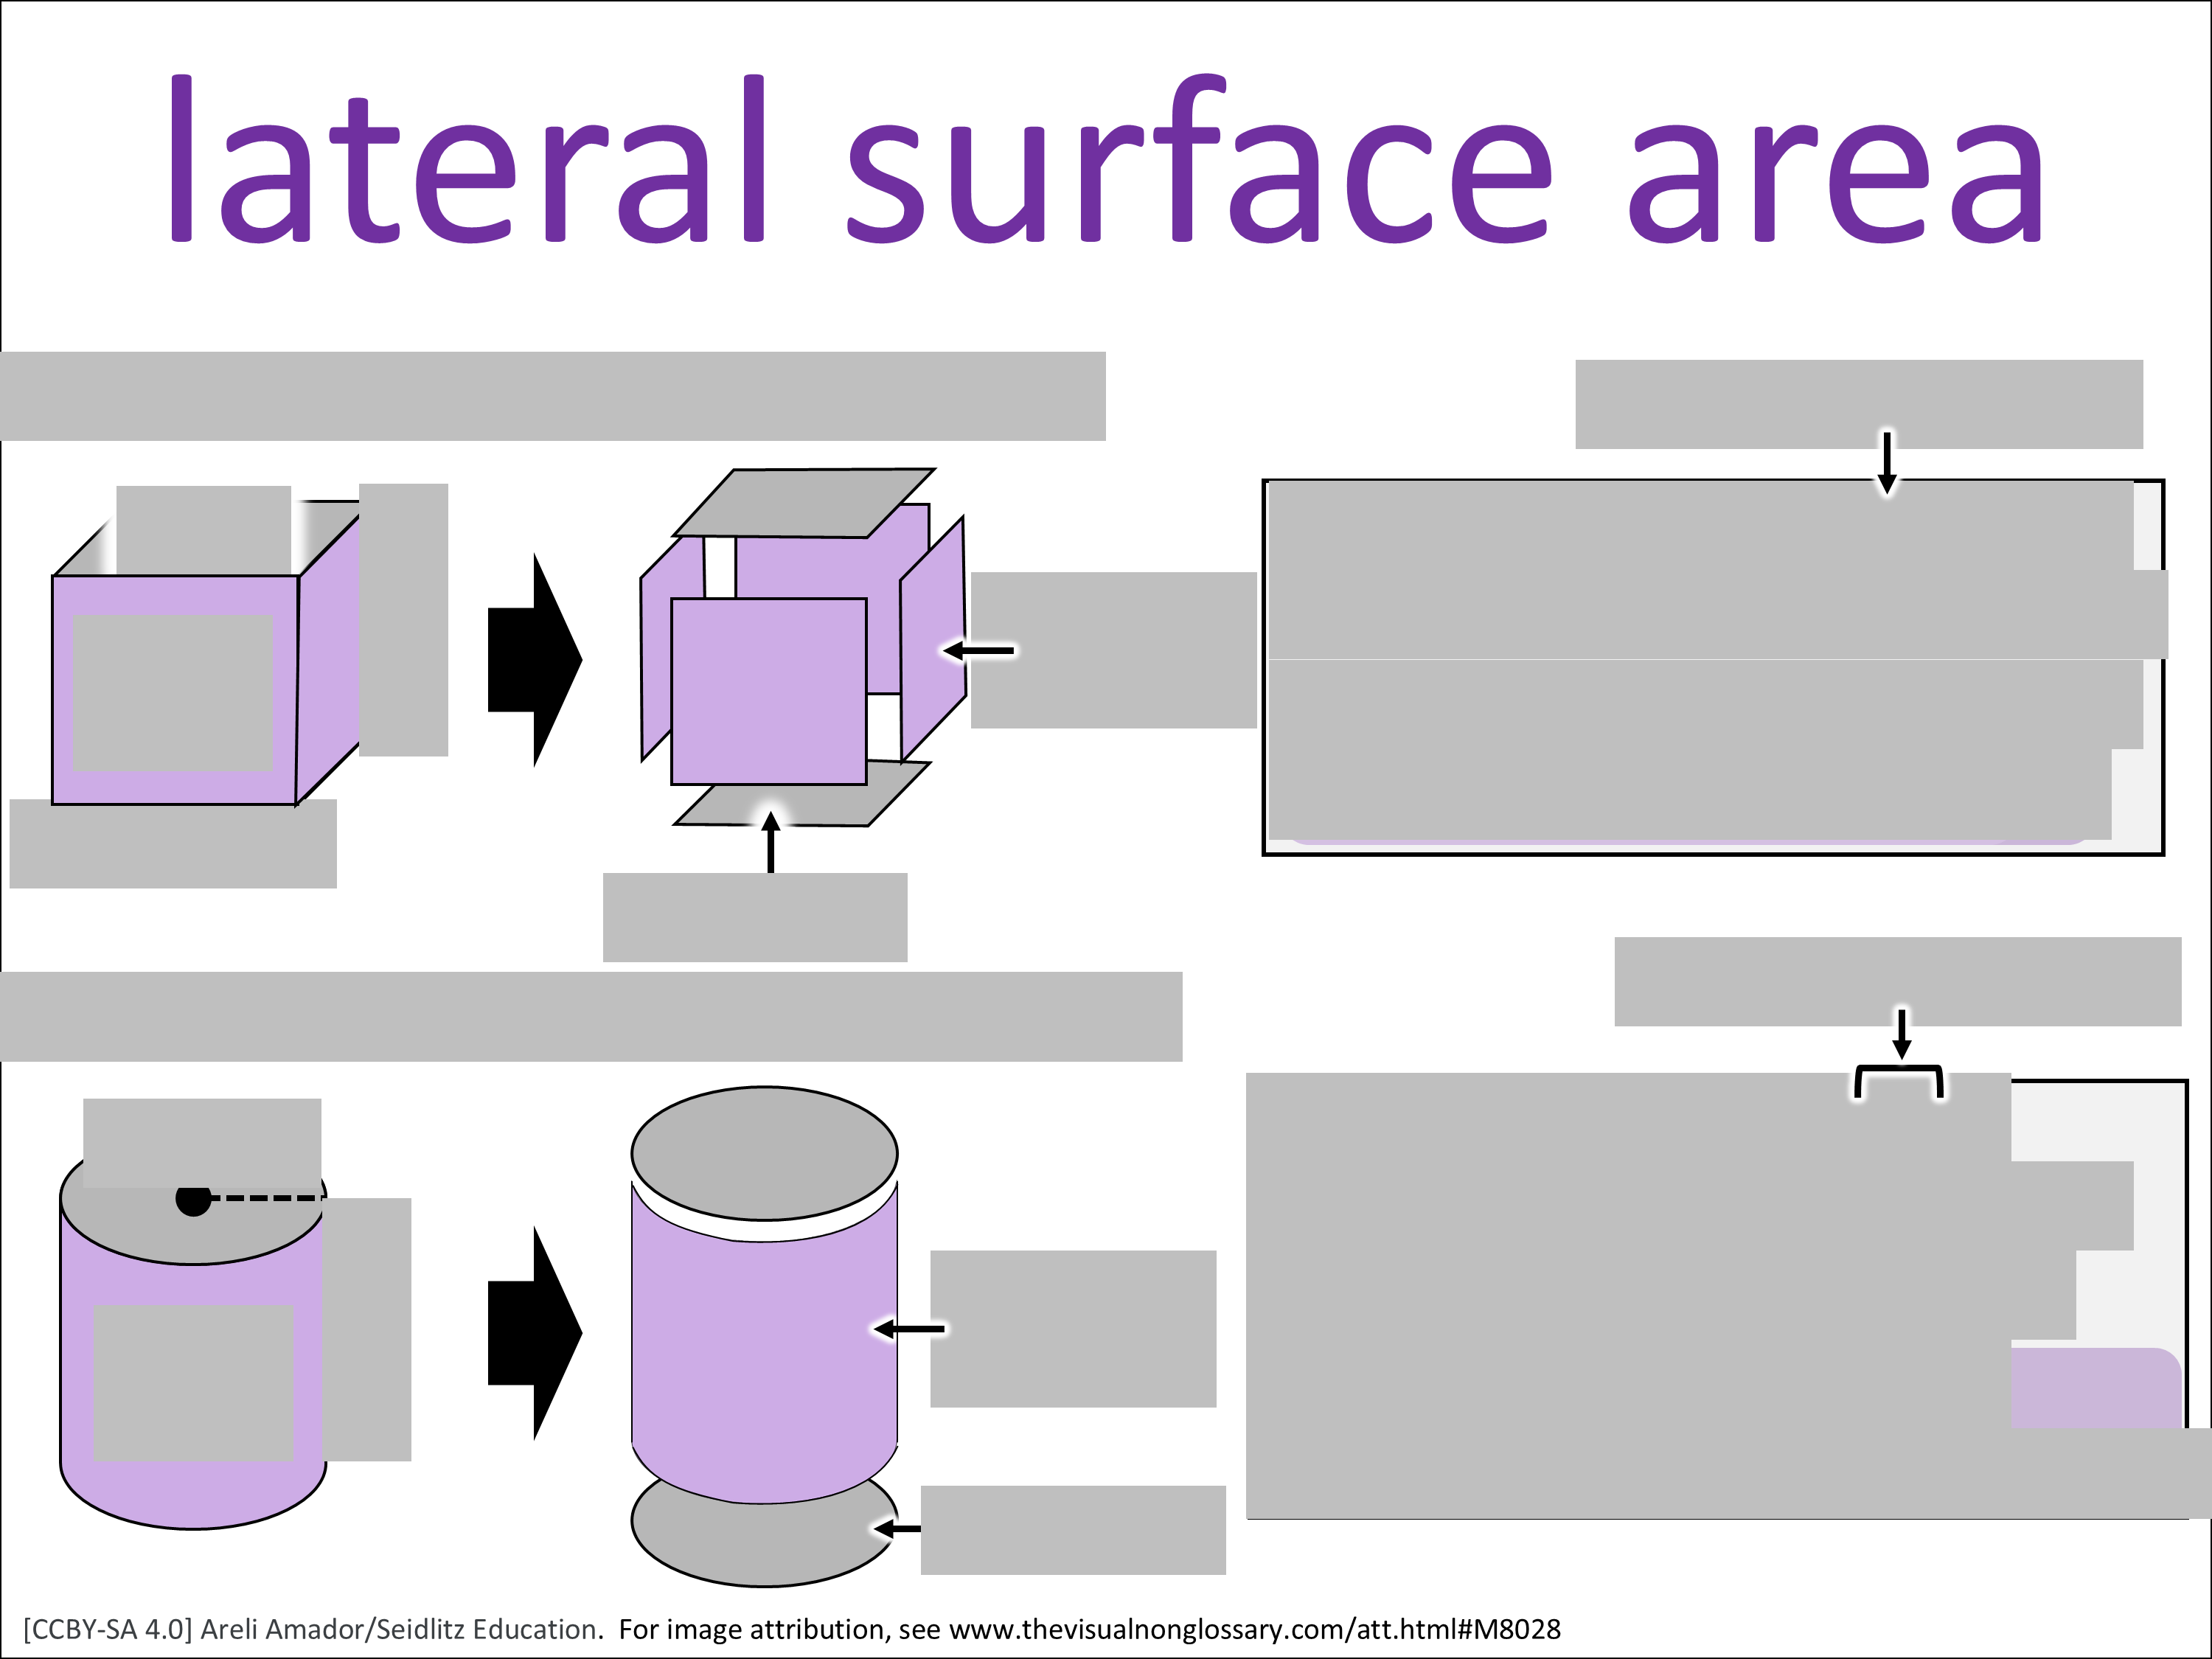 lateral surface area
[CCBY-SA 4.0] Areli Amador/Seidlitz Education.  For image attribution, see www.thevisualnonglossary.com/att.html#M8028